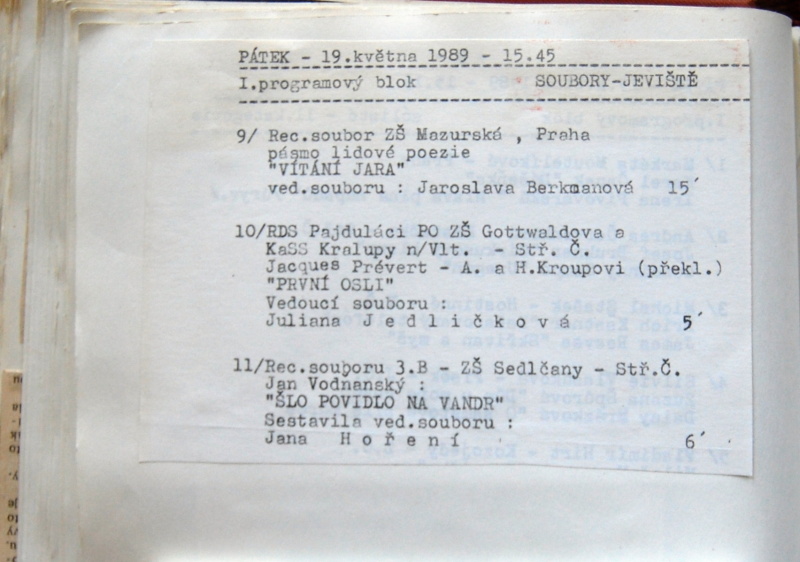 PÁTEK - 19.května 1989 - 15.45
I.programový blok SOUBORY-JEVIŠTĚ
9/ Rec.soubor ZŠ Mazurská , Praha
pásmo lidové poezie
"VÍTÁNÍ JARA"
ved.souboru : Jaroslava Berkmanová 15´
10/RDS Pajduláci PO ZŠ Gottwaldova a
KaSS Kralupy n/Vlt. - Stř. Č.
Jacques Prévert - A. a H.Kroupovi (překl.)
"PRVNÍ OSLI"
Vedoucí souboru :
Juliana J e d l i č k o v á 5´
11/Rec.souboru 3.B - ZŠ Sedlčany - Stř.Č.
Jan Vodnanský :
"ŠLO POVIDLO NA VANDR"
Sestavila ved.souboru :
Jana H o ř e n í 6´